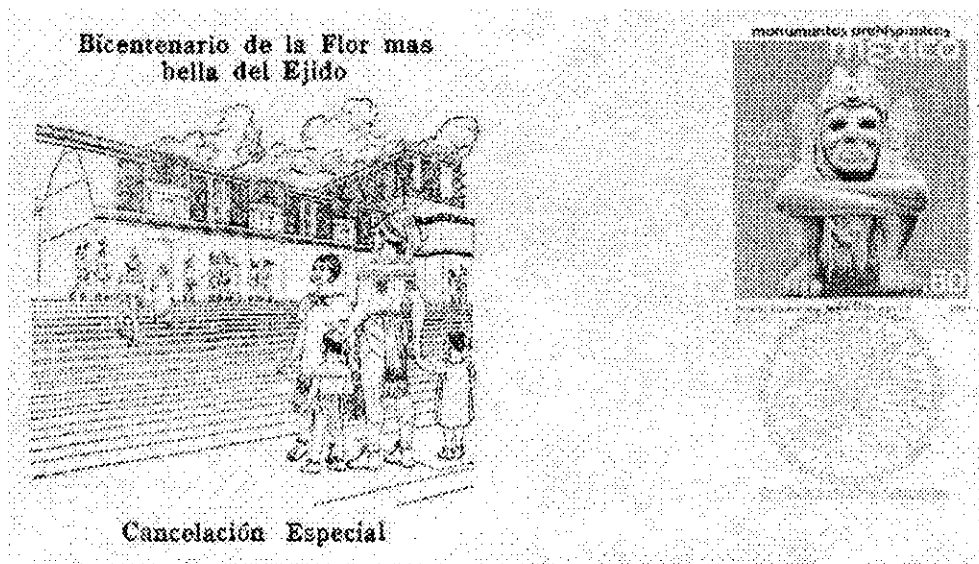 Bicentenario de la Flor mas
bella del Ejido
Cancelación Especial
monumentos prehispánicos